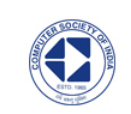 COMPUTER SOCIETY OF INDIA
ESTD. 1965